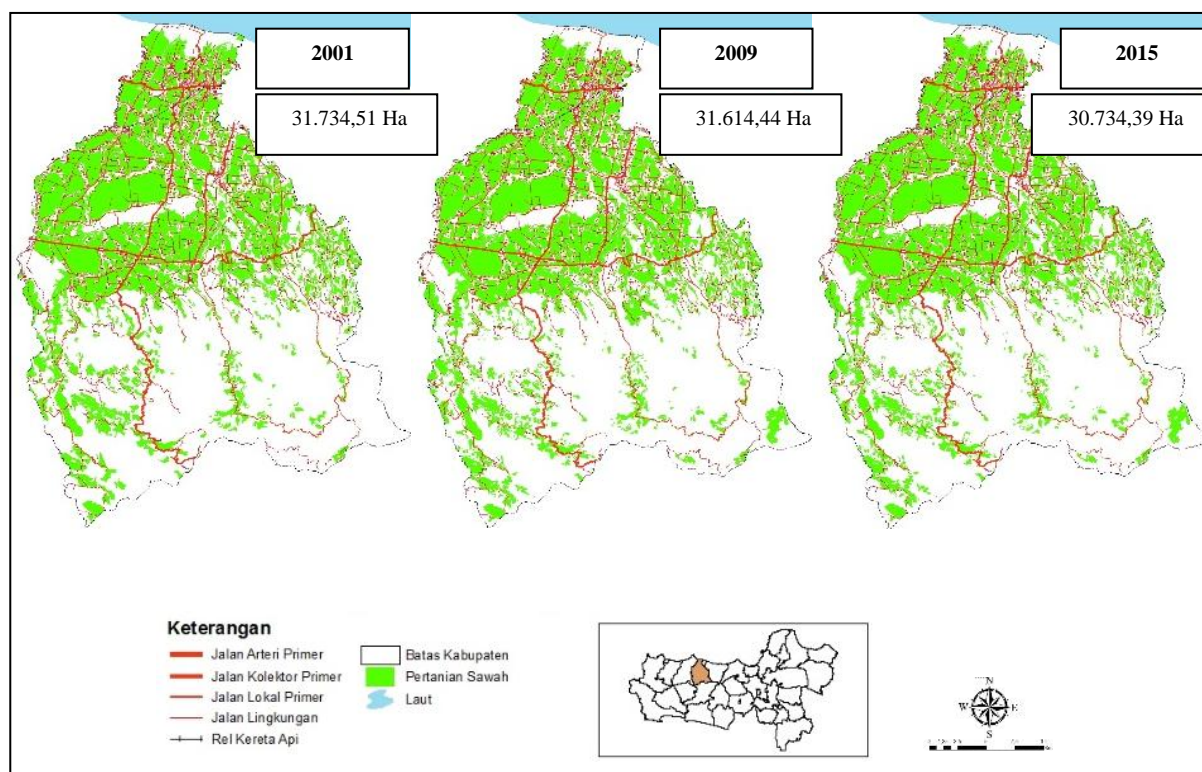 2001
31.734,51 Ha
2009
31.614,44 Ha
2015
30.734,39 Ha
Keterangan
Jalan Arteri Primer
Jalan Kolektor Primer
Jalan Lokal Primer
Jalan Lingkungan
Rel Kereta Api
Batas Kabupaten
Pertanian Sawah
Laut
N
W
E
S